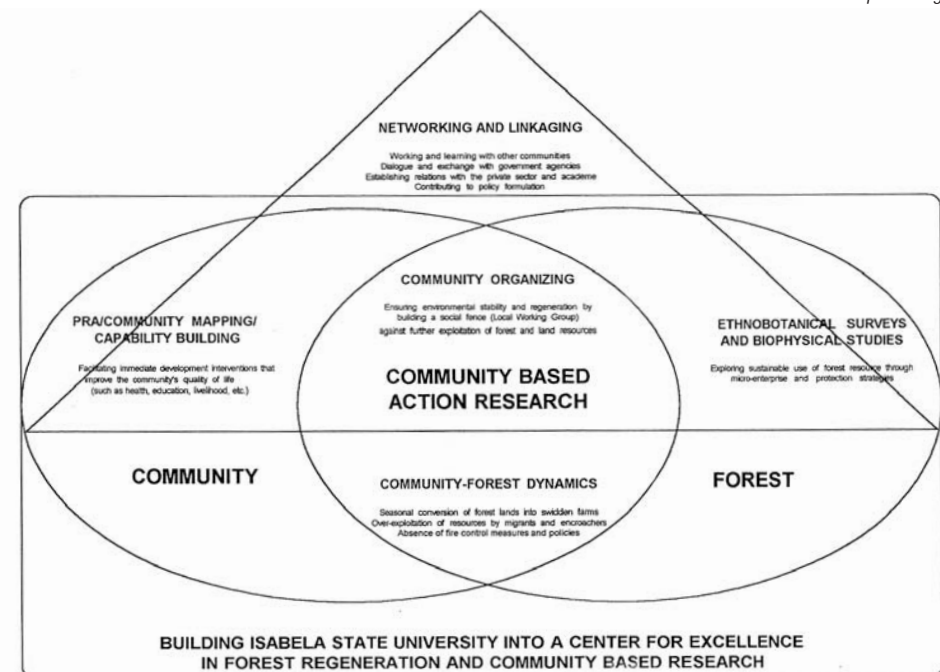 NETWORKING AND LINKAGING
Working and learning with other communities
Dialogue and exchange with government agencies
Establishing relations with the private sector and academe
Contributing to policy formulation
COMMUNITY ORGANIZING
Ensuring environmental stability and regeneration by
building a social fence (Local Working Group)
against further exploitation of forest and land resources
PRA/COMMUNITY MAPPING/
CAPABILITY BUILDING
Facilitating immediate development interventions that
improve the community's quality of life
(such as health, education, livelihood, etc.)
ETHNOBOTANICAL SURVEYS
AND BIOPHYSICAL STUDIES
Exploring sustainable use of forest resource through
micro-enterprise and protection strategies
COMMUNITY BASED
ACTION RESEARCH
COMMUNITY
FOREST
COMMUNITY-FOREST DYNAMICS
Seasonal conversion of forest lands into swidden farms
Over-exploitation of resources by migrants and encroachers
Absence of fire control measures and policies
BUILDING ISABELA STATE UNIVERSITY INTO A CENTER FOR EXCELLENCE
IN FOREST REGENERATION AND COMMUNITY BASED RESEARCH